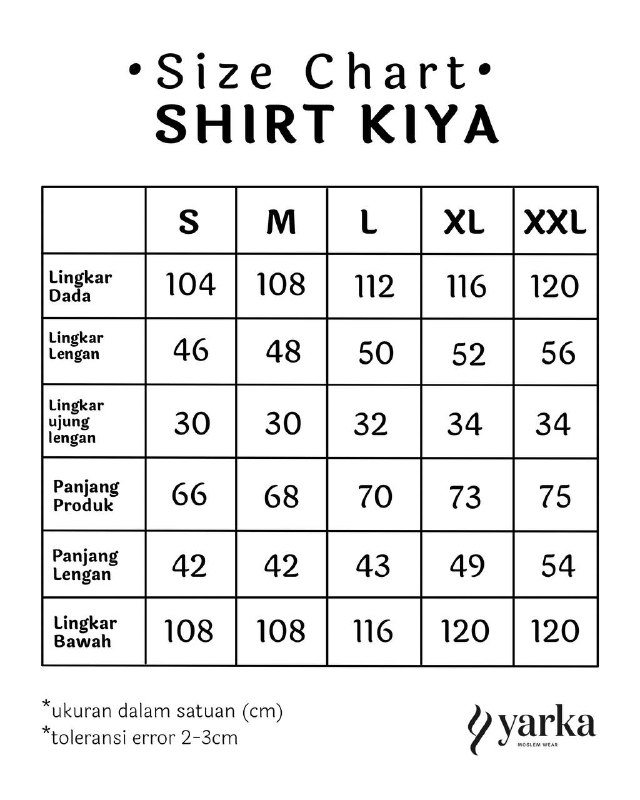 •Size Chart•
SHIRT KIYA
S M L XL XXL
Lingkar
Dada
104 108 112 116 120
Lingkar
Lengan
46 48 50 52 56
Lingkar
ujung
lengan
30 30 32 34 34
Panjang
Produk
66 68 70 73 75
Panjang
Lengan
42 42 43 49 54
Lingkar
Bawah
108 108 116 120 120
*ukuran dalam satuan (cm)
*toleransi error 2-3cm
yarka
MOSLEM WEAR